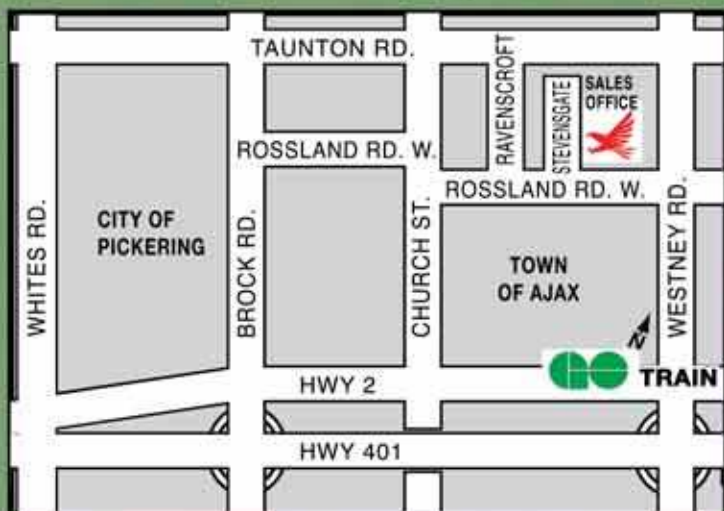 TAUNTON RD.
RAVENSCROFT
STEVENSGATE
SALES
OFFICE
ROSSLAND RD. W.
ROSSLAND RD. W.
WHITES RD.
CITY OF
PICKERING
BROCK RD.
CHURCH ST.
TOWN
OF AJAX
WESTNEY RD.
N
HWY 2
GO TRAIN
HWY 401